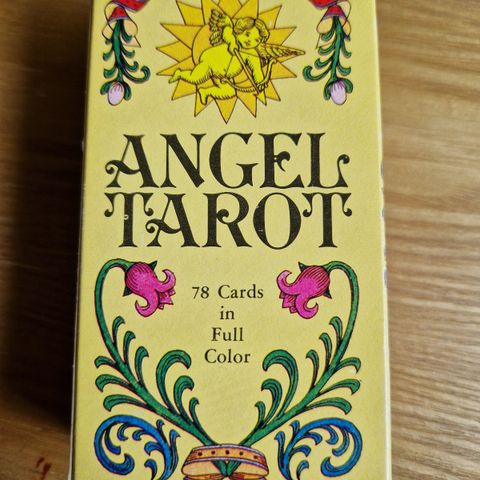 ANGEL
TAROT
78 Cards
in
Full
Color